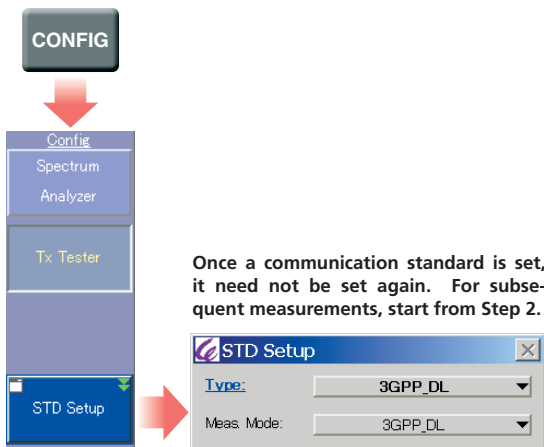 CONFIG
Config
Spectrum
Analyzer
Tx Tester
STD Setup
Once a communication standard is set,
it need not be set again. For subse-
quent measurements, start from Step 2.
STD Setup
Type:
3GPP_DL
Meas. Mode:
3GPP_DL